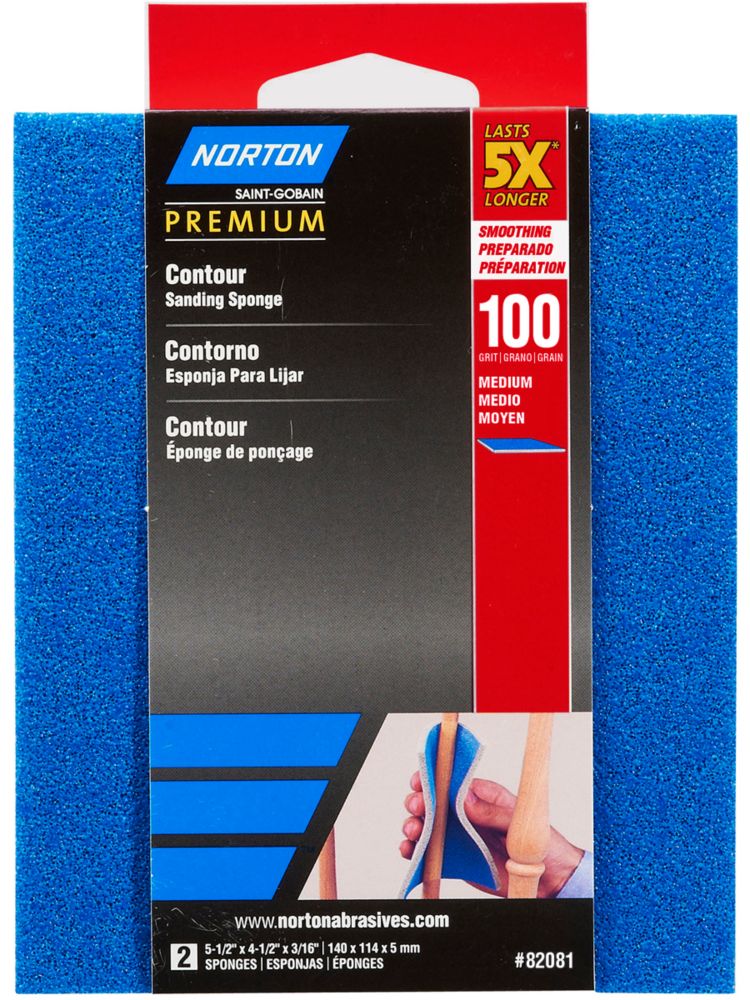 NORTON
SAINT-GOBAIN
PREMIUM
Contour
Sanding Sponge
Contorno
Esponja Para Lijar
Contour
Éponge de ponçage
LASTS
5X*
LONGER
SMOOTHING
PREPARADO
PRÉPARATION
100
GRIT | GRANO | GRAIN
MEDIUM
MEDIO
MOYEN
www.nortonabrasives.com
2
5-1/2" x 4-1/2" x 3/16" | 140 x 114 x 5 mm
SPONGES | ESPONJAS | ÉPONGES
#82081